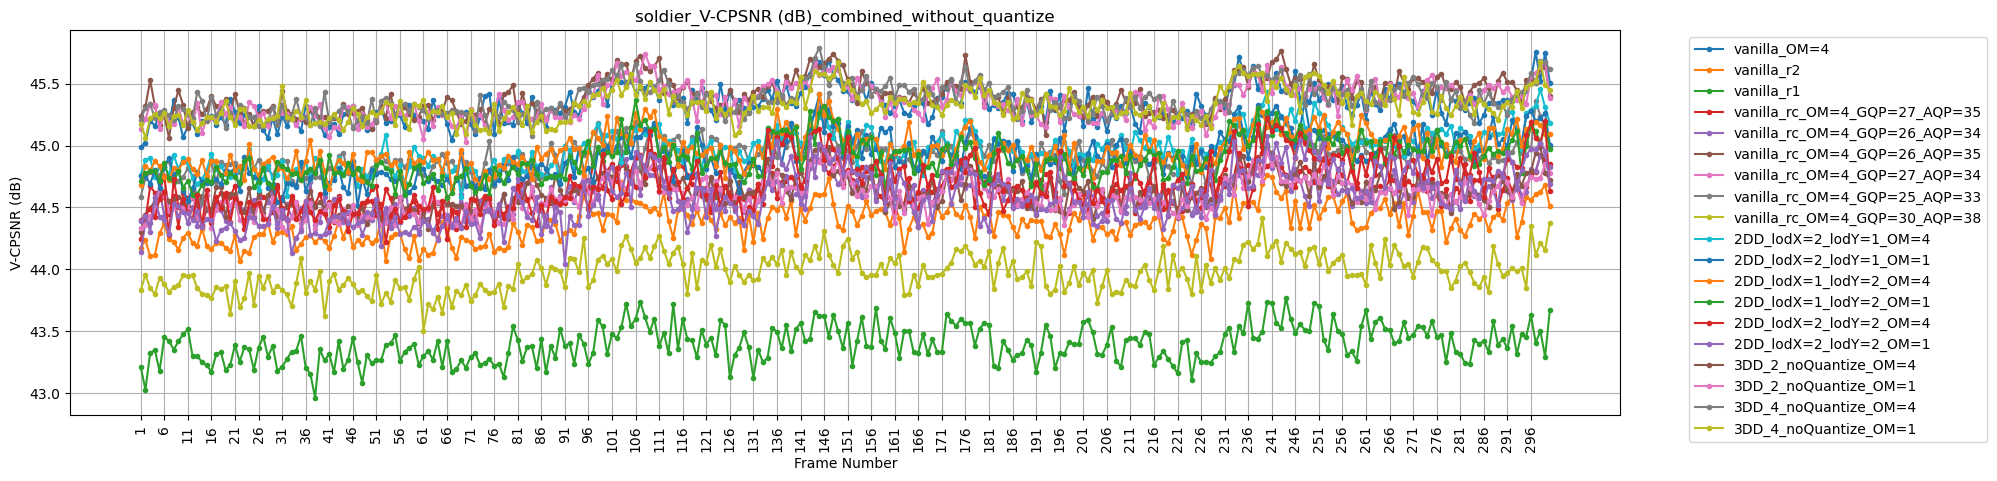 soldier_V-CPSNR (dB)_combined_without_quantize
V-CPSNR (dB)
45.5
45.0
44.5
44.0
43.5
43.0
1 6 11 16 21 26 31 36 41 46 51 56 61 66 71 76 81 86 91 96 101 106 111 116 121 126 131 136 141 146 151 156 161 166 171 176 181 186 191 196 201 206 211 216 221 226 231 236 241 246 251 256 261 266 271 276 281 286 291 296
Frame Number
vanilla_OM=4
vanilla_r2
vanilla_r1
vanilla_rc_OM=4_GQP=27_AQP=35
vanilla_rc_OM=4_GQP=26_AQP=34
vanilla_rc_OM=4_GQP=26_AQP=35
vanilla_rc_OM=4_GQP=27_AQP=34
vanilla_rc_OM=4_GQP=25_AQP=33
vanilla_rc_OM=4_GQP=30_AQP=38
2DD_lodX=2_lodY=1_OM=4
2DD_lodX=2_lodY=1_OM=1
2DD_lodX=1_lodY=2_OM=4
2DD_lodX=1_lodY=2_OM=1
2DD_lodX=2_lodY=2_OM=4
2DD_lodX=2_lodY=2_OM=1
3DD_2_noQuantize_OM=4
3DD_2_noQuantize_OM=1
3DD_4_noQuantize_OM=4
3DD_4_noQuantize_OM=1